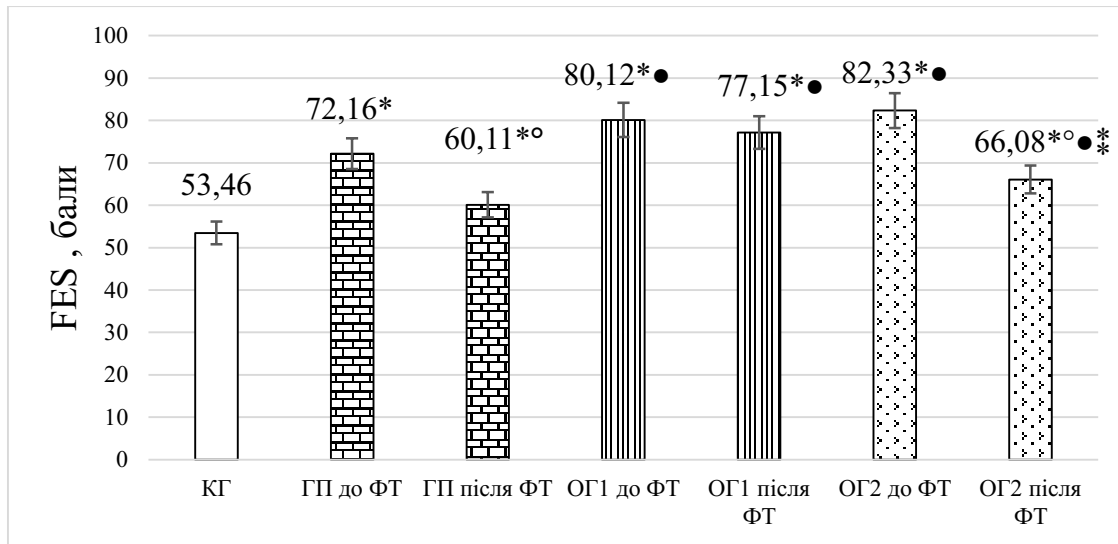 FES , бали
100
90
80
70
60
50
40
30
20
10
0
53,46
72,16*
60,11*°
80,12*●
77,15*●
82,33*●
66,08*°●⁑
КГ
ГП до ФТ
ГП після ФТ
ОГ1 до ФТ
ОГ1 після
ФТ
ОГ2 до ФТ
ОГ2 після
ФТ